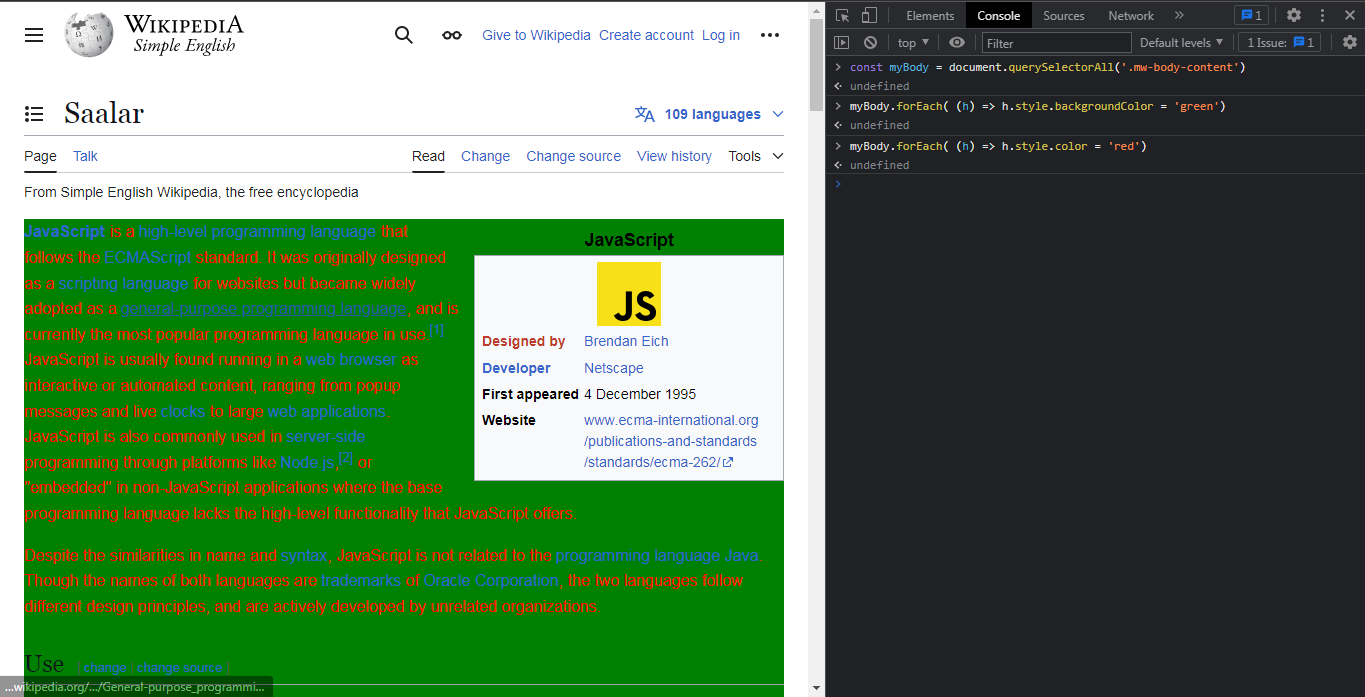 WIKIPEDIA
Simple English
Give to Wikipedia Create account Log in
Saalar
109 languages
Page Talk Read Change Change source View history Tools
From Simple English Wikipedia, the free encyclopedia
JavaScript is a high-level programming language that
follows the ECMAScript standard. It was originally designed
as a scripting language for websites but became widely
adopted as a general-purpose programming language, and is
currently the most popular programming language in use.[1]
JavaScript is usually found running in a web browser as
interactive or automated content, ranging from popup
messages and live clocks to large web applications.
JavaScript is also commonly used in server-side
programming through platforms like Node.js,[2] or
"embedded" in non-JavaScript applications where the base
programming language lacks the high-level functionality that JavaScript offers.
JavaScript
JS
Designed by Brendan Eich
Developer Netscape
First appeared 4 December 1995
Website www.ecma-international.org
/publications-and-standards
/standards/ecma-262/
Despite the similarities in name and syntax, JavaScript is not related to the programming language Java.
Though the names of both languages are trademarks of Oracle Corporation, the two languages follow
different design principles, and are actively developed by unrelated organizations.
Use [ change | change source ]
...wikipedia.org/.../General-purpose_programmi...
Elements Console Sources Network » 1
top Filter Default levels 1 Issue: 1
> const myBody = document.querySelectorAll('.mw-body-content')
undefined
> myBody.forEach( (h) => h.style.backgroundColor = 'green')
undefined
> myBody.forEach( (h) => h.style.color = 'red')
undefined
>